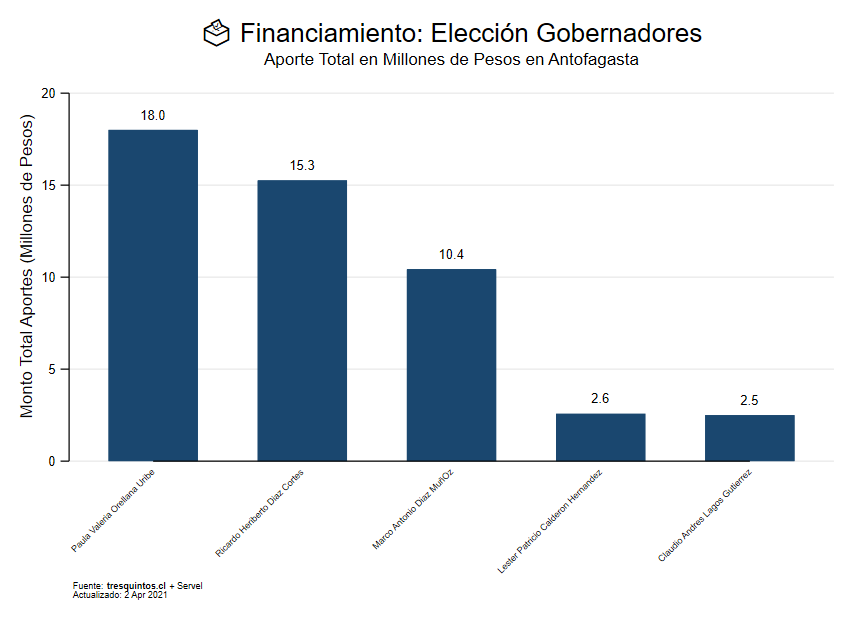 Financiamiento: Elección Gobernadores
Aporte Total en Millones de Pesos en Antofagasta
Monto Total Aportes (Millones de Pesos)
20
15
10
5
0
18.0
15.3
10.4
2.6
2.5
Paula Valeria Orellana Uribe
Ricardo Heriberto Diaz Cortes
Marco Antonio Diaz MuñOz
Lester Patricio Calderon Hernandez
Claudio Andres Lagos Gutierrez
Fuente: tresquintos.cl + Servel
Actualizado: 2 Apr 2021